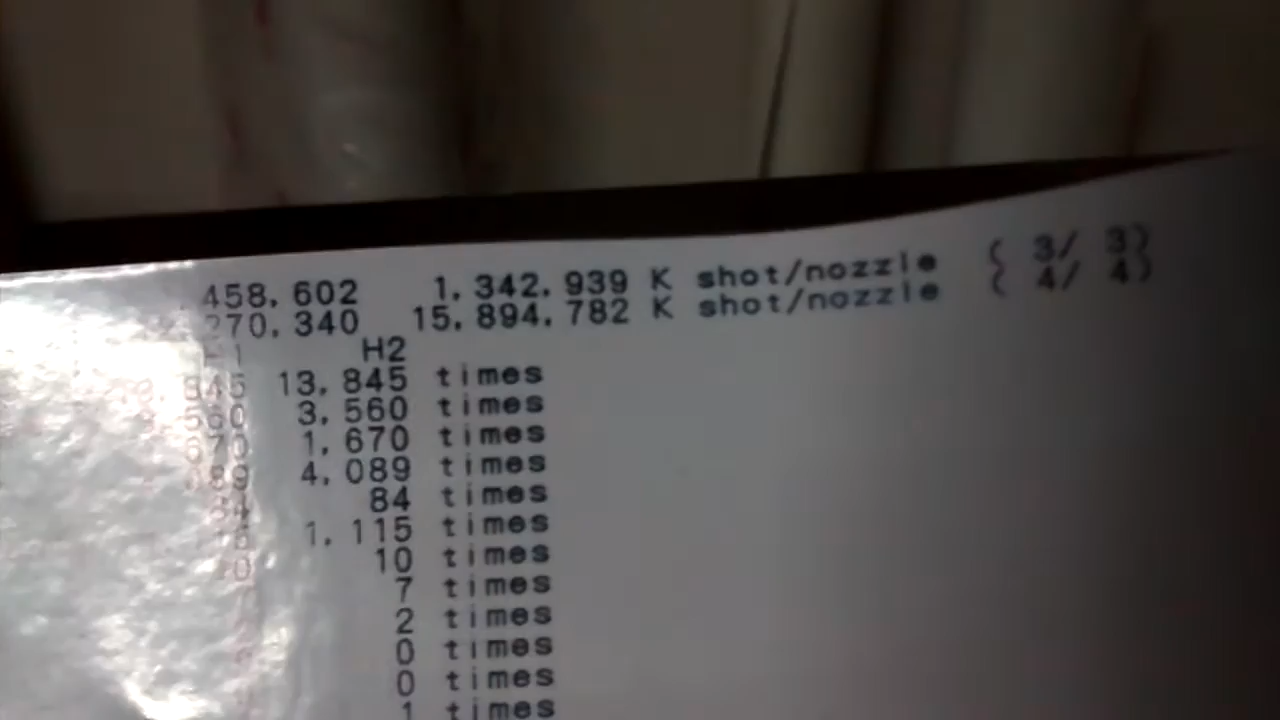 458.602 1.342.939 K shot/nozzle ( 3/ 3)
270.340 15.894.782 K shot/nozzle ( 4/ 4)
H2
13,845 times
3,560 times
1,670 times
4,089 times
84 times
1,115 times
10 times
7 times
2 times
0 times
0 times
1 times